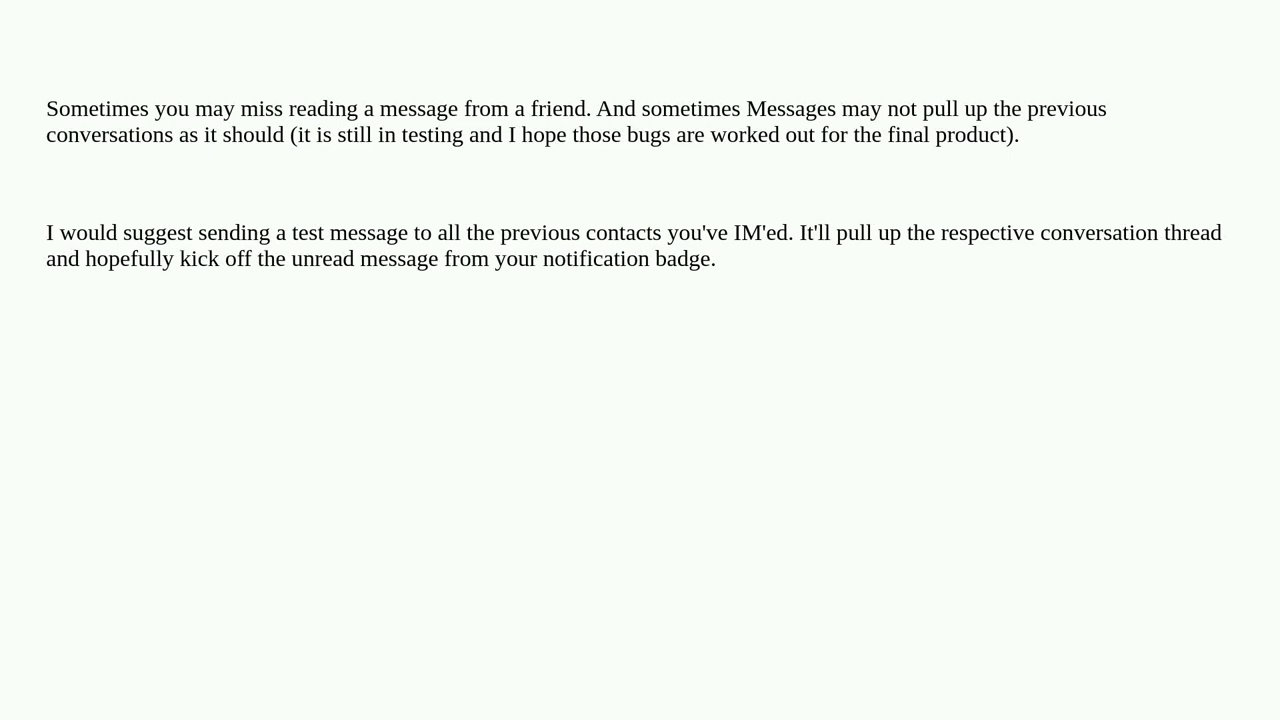 Sometimes you may miss reading a message from a friend. And sometimes Messages may not pull up the previous
conversations as it should (it is still in testing and I hope those bugs are worked out for the final product).
I would suggest sending a test message to all the previous contacts you've IM'ed. It'll pull up the respective conversation thread
and hopefully kick off the unread message from your notification badge.